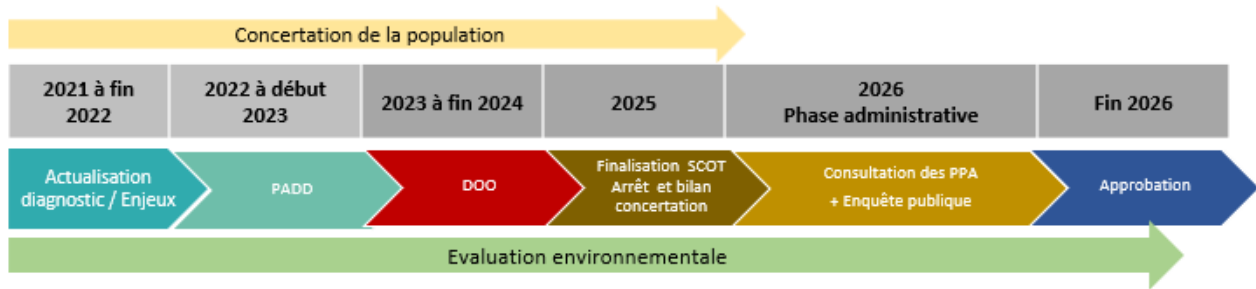 Concertation de la population
2021 à fin
2022
2022 à début
2023
2023 à fin 2024
2025
2026
Phase administrative
Fin 2026
Actualisation
diagnostic / Enjeux
PADD
DOO
Finalisation SCOT
Arrêt et bilan
concertation
Consultation des PPA
+ Enquête publique
Approbation
Evaluation environnementale